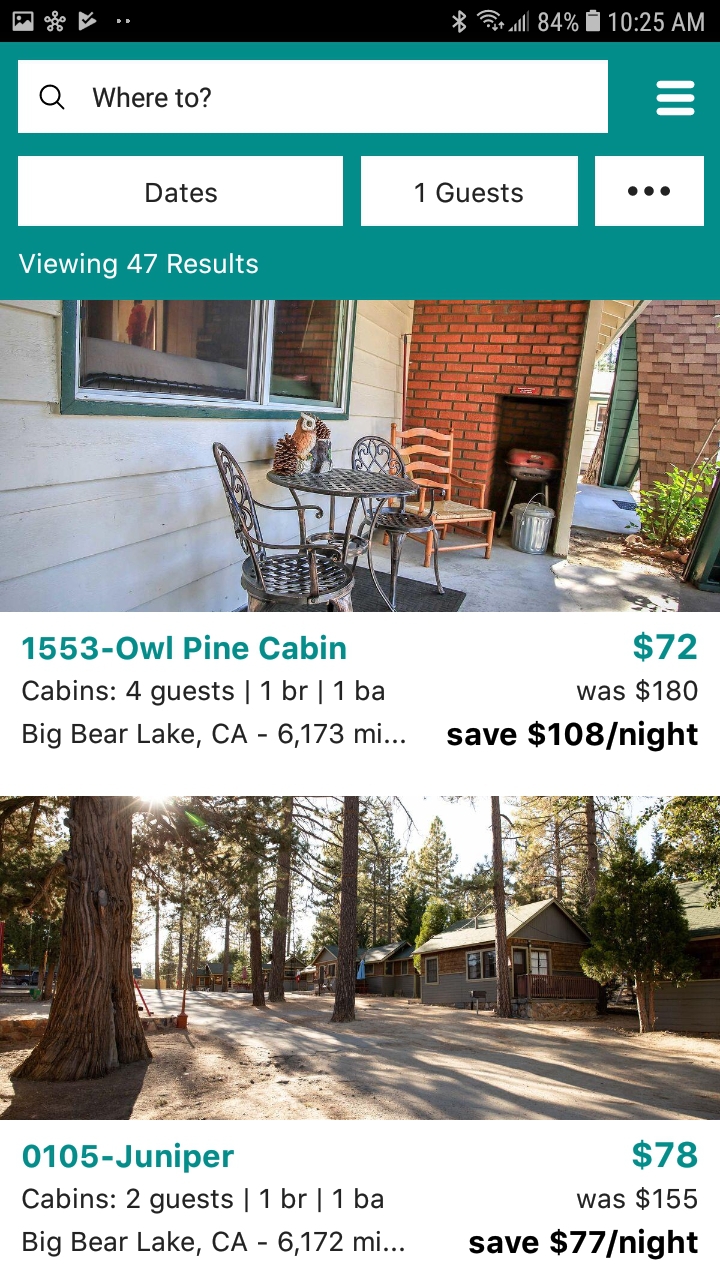 84% 10:25 AM
Where to?
Dates 1 Guests
Viewing 47 Results
1553-Owl Pine Cabin $72
Cabins: 4 guests | 1 br | 1 ba was $180
Big Bear Lake, CA - 6,173 mi... save $108/night
0105-Juniper $78
Cabins: 2 guests | 1 br | 1 ba was $155
Big Bear Lake, CA - 6,172 mi... save $77/night